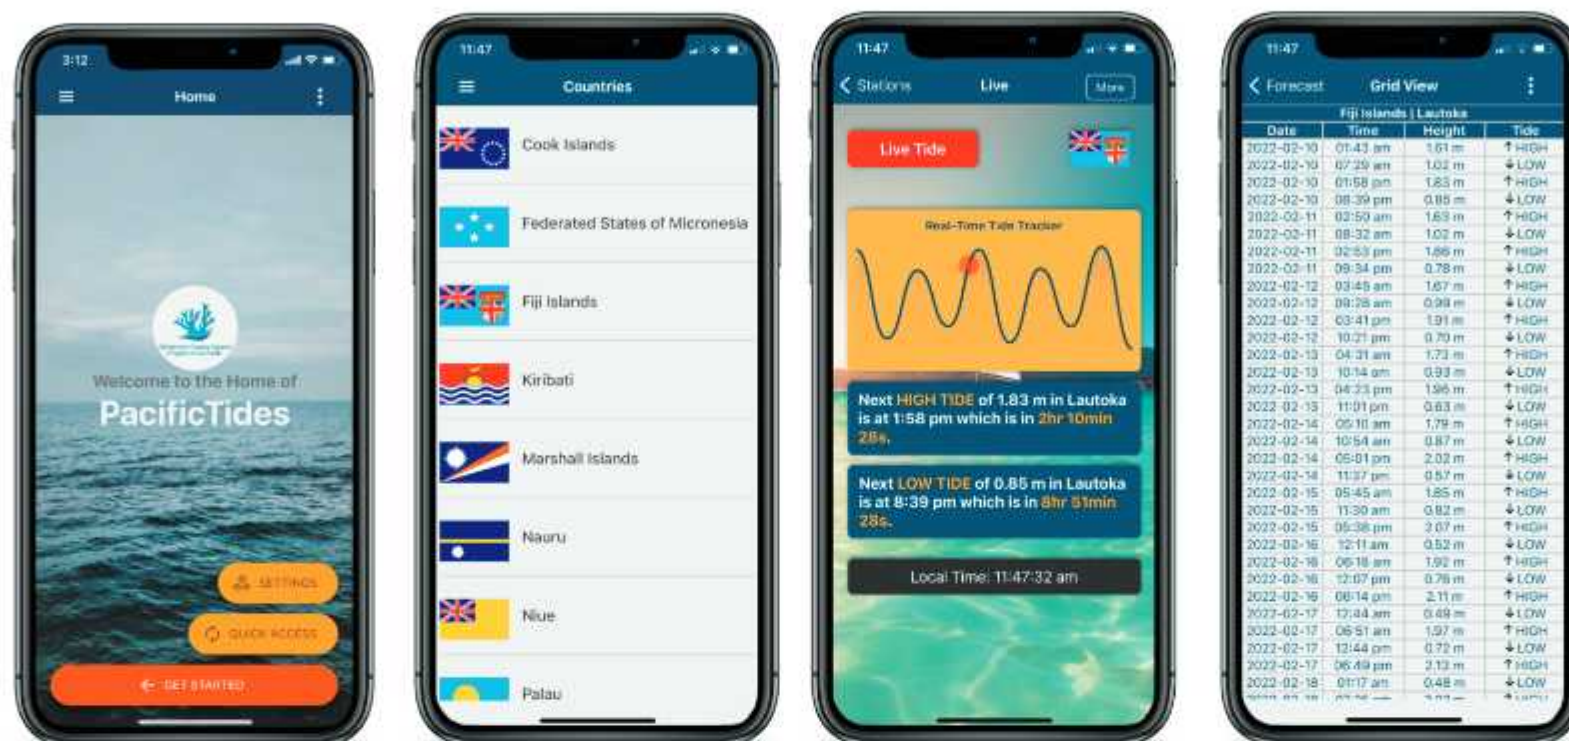 3:12
Home
Welcome to the Home of
PacificTides
SETTINGS
QUICK ACCESS
GET STARTED
11:47
Countries
Cook Islands
Federated States of Micronesia
Fiji Islands
Kiribati
Marshall Islands
Nauru
Niue
Palau
11:47
Stations Live More
Live Tide
Real-Time Tide Tracker
Next HIGH TIDE of 1.83 m in Lautoka
is at 1:58 pm which is in 2hr 10min
28s.
Next LOW TIDE of 0.85 m in Lautoka
is at 8:39 pm which is in 8hr 51min
28s.
Local Time: 11:47:32 am
11:47
Forecast Grid View
Fiji Islands | Lautoka
Date Time Height Tide
2022-02-10 01:43 am 1.61 m HIGH
2022-02-10 07:29 am 1.02 m LOW
2022-02-10 01:58 pm 1.83 m HIGH
2022-02-10 08:39 pm 0.85 m LOW
2022-02-11 02:50 am 1.63 m HIGH
2022-02-11 08:32 am 1.02 m LOW
2022-02-11 02:53 pm 1.86 m HIGH
2022-02-11 09:34 pm 0.78 m LOW
2022-02-12 03:45 am 1.67 m HIGH
2022-02-12 09:26 am 0.99 m LOW
2022-02-12 03:41 pm 1.91 m HIGH
2022-02-12 10:21 pm 0.70 m LOW
2022-02-13 04:31 am 1.73 m HIGH
2022-02-13 10:14 am 0.93 m LOW
2022-02-13 04:23 pm 1.96 m HIGH
2022-02-13 11:01 pm 0.63 m LOW
2022-02-14 05:10 am 1.79 m HIGH
2022-02-14 10:54 am 0.87 m LOW
2022-02-14 05:01 pm 2.02 m HIGH
2022-02-14 11:37 pm 0.57 m LOW
2022-02-15 05:45 am 1.85 m HIGH
2022-02-15 11:30 am 0.82 m LOW
2022-02-15 05:38 pm 2.07 m HIGH
2022-02-16 12:11 am 0.52 m LOW
2022-02-16 06:18 am 1.92 m HIGH
2022-02-16 12:07 pm 0.76 m LOW
2022-02-16 06:14 pm 2.11 m HIGH
2022-02-17 12:44 am 0.49 m LOW
2022-02-17 06:51 am 1.97 m HIGH
2022-02-17 12:44 pm 0.72 m LOW
2022-02-17 06:49 pm 2.13 m HIGH
2022-02-18 01:17 am 0.48 m LOW